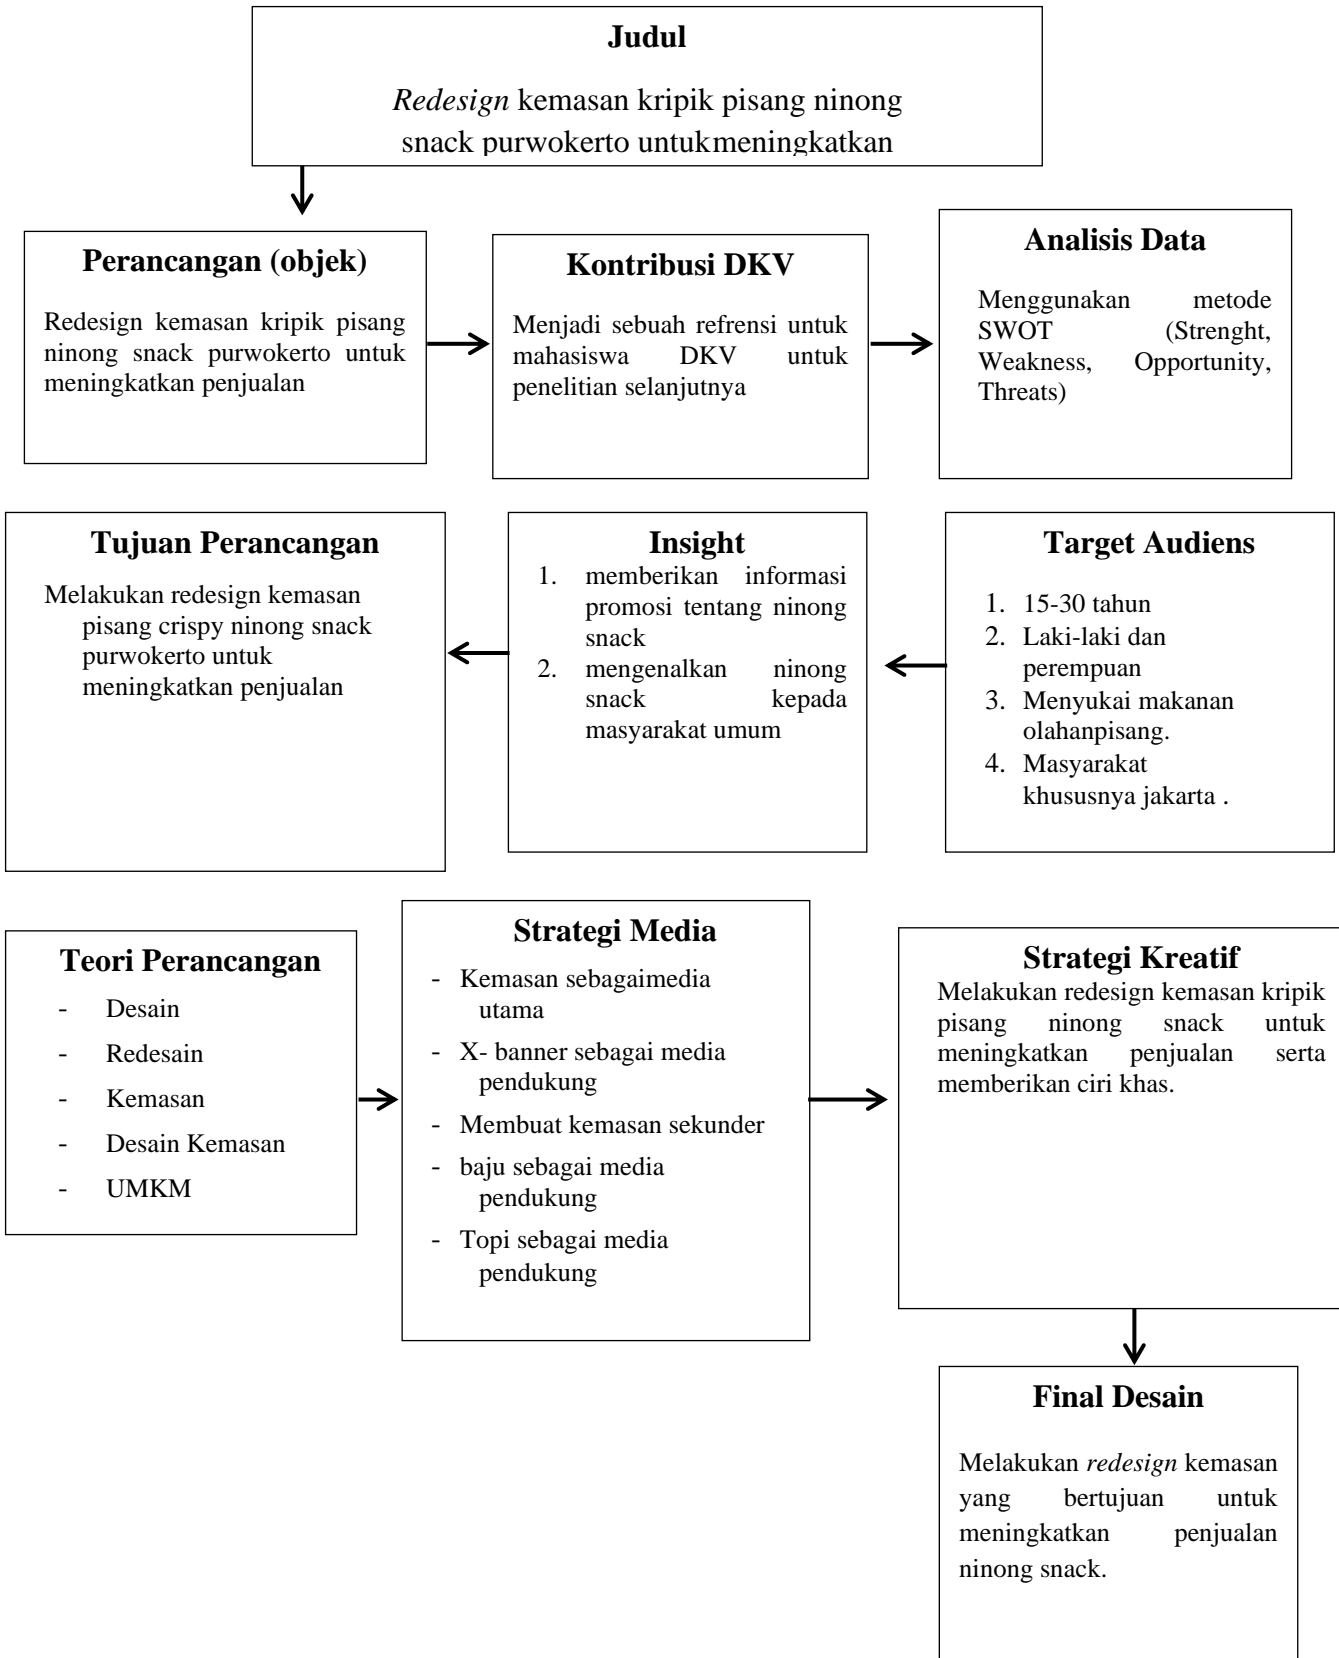 Judul
Redesign kemasan kripik pisang ninong
snack purwokerto untukmeningkatkan
Perancangan (objek)
Redesign kemasan kripik pisang
ninong snack purwokerto untuk
meningkatkan penjualan
Kontribusi DKV
Menjadi sebuah refrensi untuk
mahasiswa DKV untuk
penelitian selanjutnya
Analisis Data
Menggunakan metode
SWOT (Strenght,
Weakness, Opportunity,
Threats)
Tujuan Perancangan
Melakukan redesign kemasan
pisang crispy ninong snack
purwokerto untuk
meningkatkan penjualan
Insight
1. memberikan informasi
promosi tentang ninong
snack
2. mengenalkan ninong
snack kepada
masyarakat umum
Target Audiens
1. 15-30 tahun
2. Laki-laki dan
perempuan
3. Menyukai makanan
olahanpisang.
4. Masyarakat
khususnya jakarta .
Teori Perancangan
- Desain
- Redesain
- Kemasan
- Desain Kemasan
- UMKM
Strategi Media
- Kemasan sebagaimedia
utama
- X- banner sebagai media
pendukung
- Membuat kemasan sekunder
- baju sebagai media
pendukung
- Topi sebagai media
pendukung
Strategi Kreatif
Melakukan redesign kemasan kripik
pisang ninong snack untuk
meningkatkan penjualan serta
memberikan ciri khas.
Final Desain
Melakukan redesign kemasan
yang bertujuan untuk
meningkatkan penjualan
ninong snack.